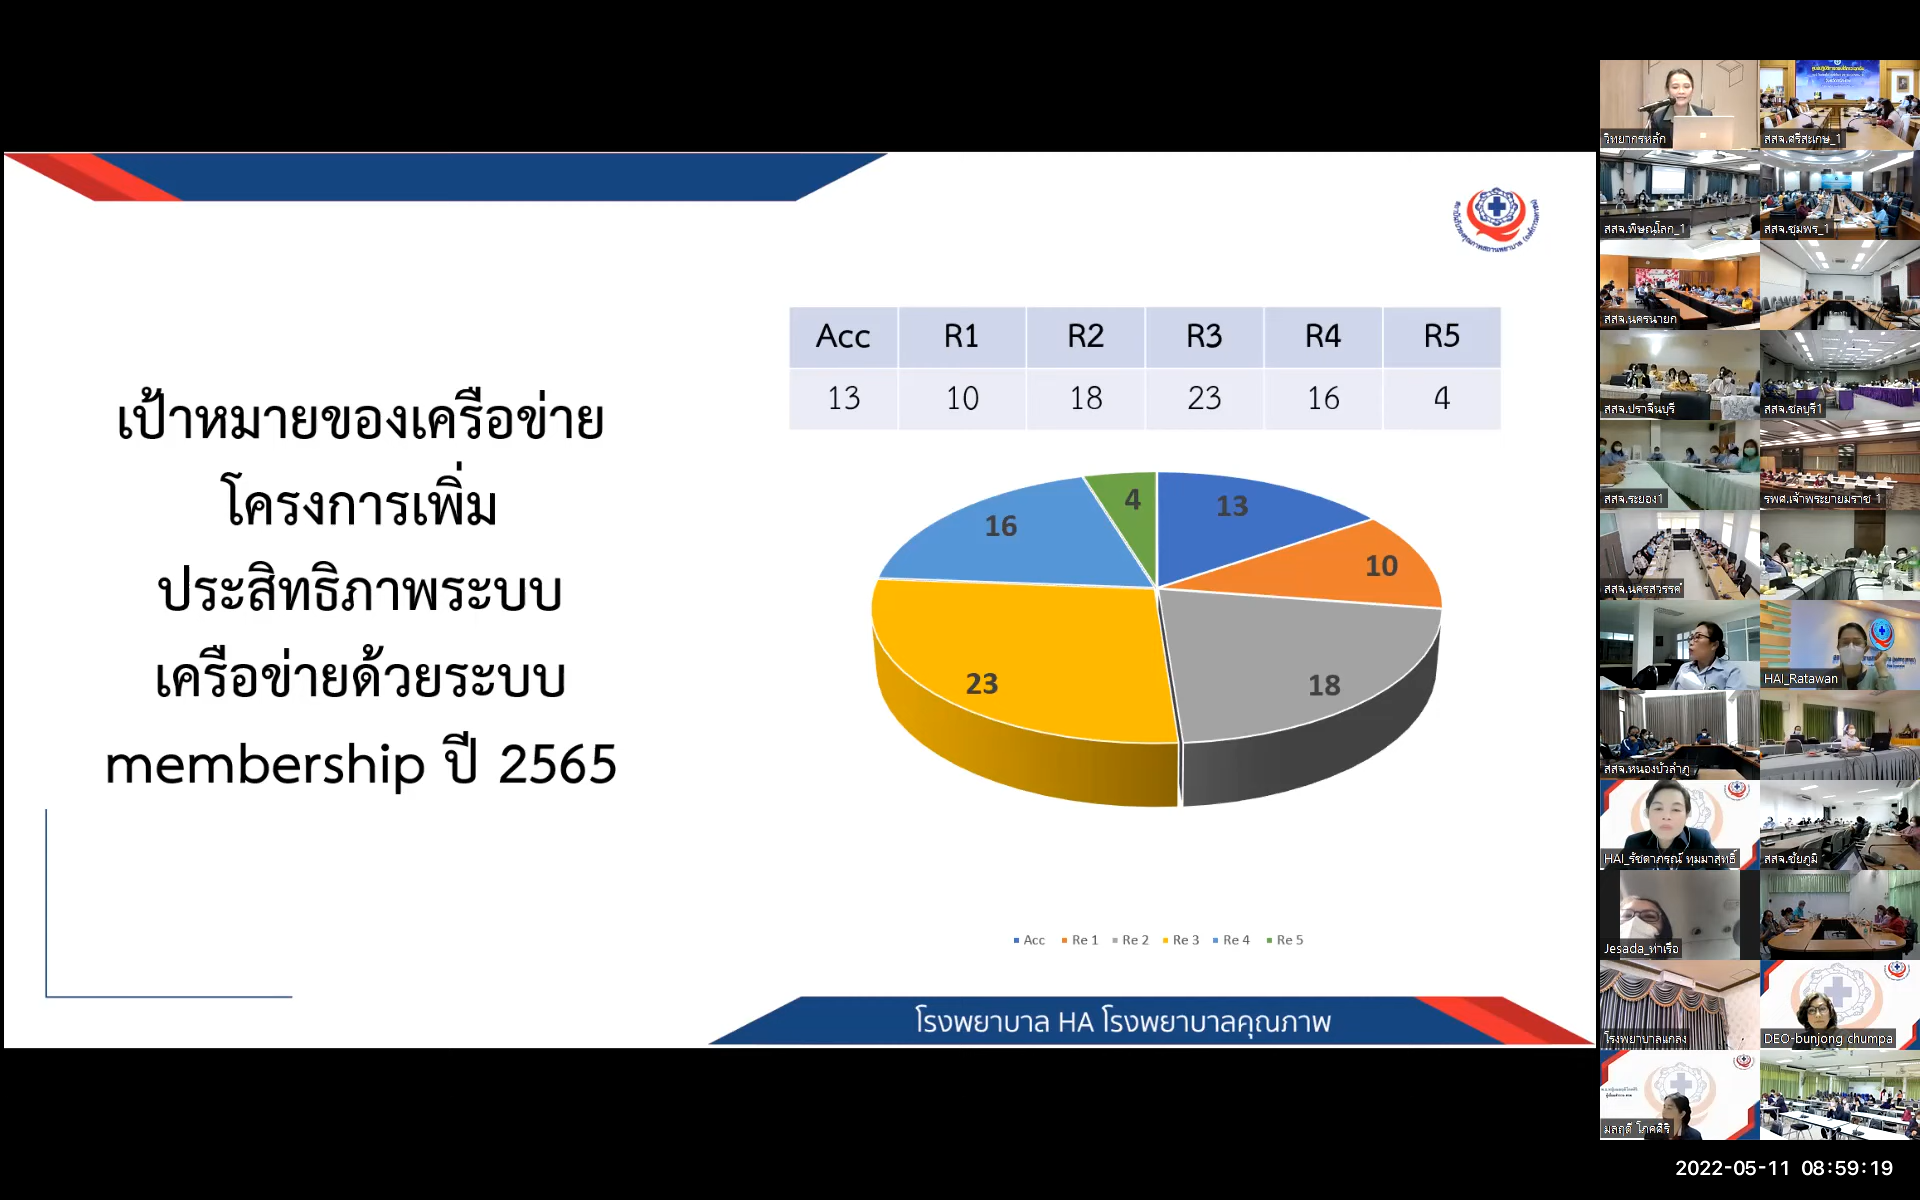 Acc R1 R2 R3 R4 R5
13 10 18 23 16 4
เป้าหมายของเครือข่าย
โครงการเพิ่ม
ประสิทธิภาพระบบ
เครือข่ายด้วยระบบ
membership ปี 2565
4
13
16
10
23
18
Acc Re 1 Re 2 Re 3 Re 4 Re 5
โรงพยาบาล HA โรงพยาบาลคุณภาพ
วิทยากรหลัก
สสจ.ศรีสะเกษ_1
สสจ.พิษณุโลก_1
สสจ.ชุมพร_1
สสจ.นครนายก
สสจ.ปราจีนบุรี
สสจ.ชลบุรี1
สสจ.ระยอง1
รพศ.เจ้าพระยายมราช 1
สสจ.นครสวรรค์
HAI_Ratawan
สสจ.หนองบัวลำภู
HAI_รัชดาภรณ์ ทุมมาสุทธิ์
สสจ.ชัยภูมิ
Jesada_ท่าเรือ
โรงพยาบาลแกลง
DEO-bunjong chumpa
มลฤดี โภคศิริ
2022-05-11 08:59:19